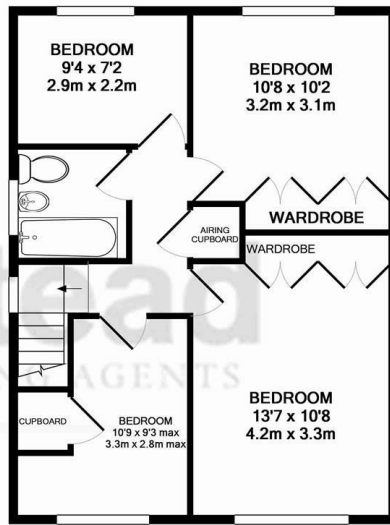 BEDROOM
9'4 x 7'2
2.9m x 2.2m
BEDROOM
10'8 x 10'2
3.2m x 3.1m
WARDROBE
AIRING
CUPBOARD
WARDROBE
tead
G AGENTS
CUPBOARD
BEDROOM
10'9 x 9'3 max
3.3m x 2.8m max
BEDROOM
13'7 x 10'8
4.2m x 3.3m